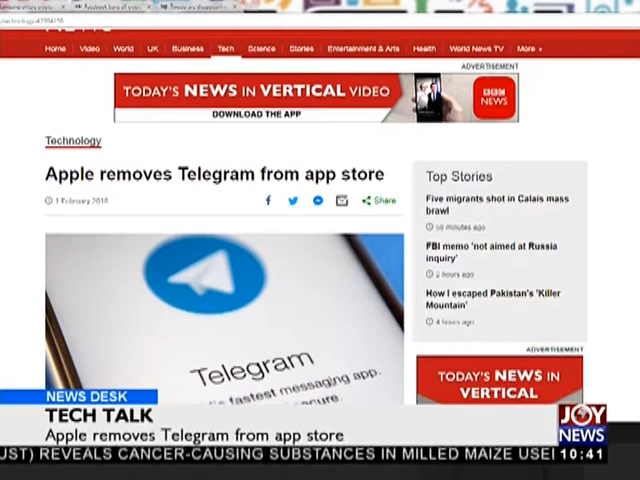 Home Video World UK Business Tech Science Stories Entertainment & Arts Health World News TV More
ADVERTISEMENT
TODAY'S NEWS IN VERTICAL VIDEO
DOWNLOAD THE APP
BBC
NEWS
Technology
Apple removes Telegram from app store
1 February 2018
Share
Top Stories
Five migrants shot in Calais mass
brawl
FBI memo 'not aimed at Russia
inquiry'
2 hours ago
How I escaped Pakistan's 'Killer
Mountain'
4 hours ago
Telegram
fastest messaging app.
secure.
ADVERTISEMENT
TODAY'S NEWS IN
VERTICAL
NEWS DESK
TECH TALK
Apple removes Telegram from app store
JOY
NEWS
UST) REVEALS CANCER-CAUSING SUBSTANCES IN MILLED MAIZE USEI
10:41